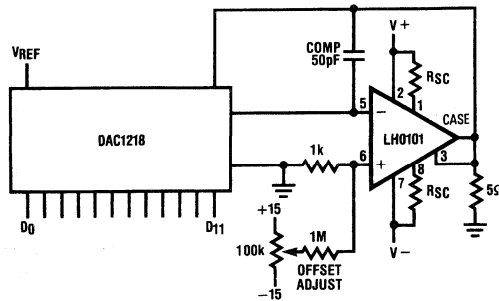 V+
COMP
50pF
RSC
VREF
2
1
CASE
5
−
DAC1218
LH0101
1k
6
+
3
8
5Ω
7
RSC
+15
100k
1M
OFFSET
ADJUST
−15
V−
D0
D11